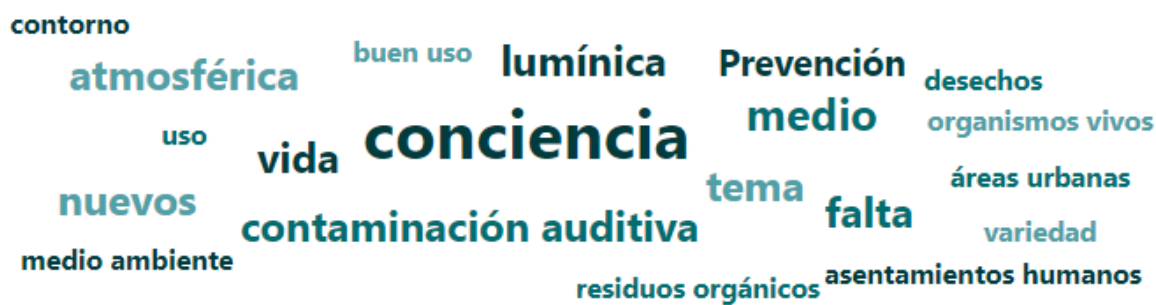 contorno
buen uso
lumínica
Prevención
atmosférica
desechos
medio
organismos vivos
uso
conciencia
vida
áreas urbanas
tema
nuevos
falta
contaminación auditiva
variedad
medio ambiente
asentamientos humanos
residuos orgánicos